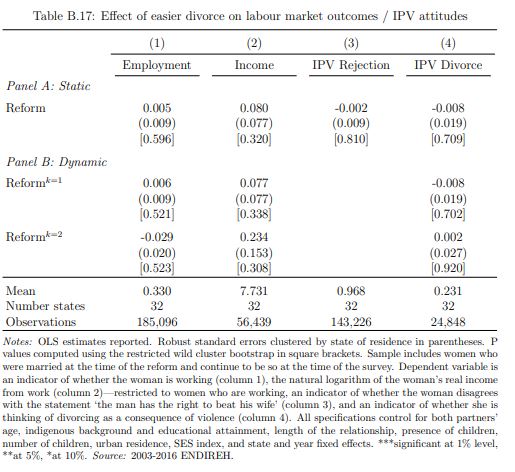 Table B.17: Effect of easier divorce on labour market outcomes / IPV attitudes
(1) (2) (3) (4)
Employment Income IPV Rejection IPV Divorce
Panel A: Static
Reform 0.005 0.080 -0.002 -0.008
(0.009) (0.077) (0.009) (0.019)
[0.596] [0.320] [0.810] [0.709]
Panel B: Dynamic
Reform^{k=1} 0.006 0.077 -0.008
(0.009) (0.077) (0.019)
[0.521] [0.338] [0.702]
Reform^{k=2} -0.029 0.234 0.002
(0.020) (0.153) (0.027)
[0.523] [0.308] [0.920]
Mean 0.330 7.731 0.968 0.231
Number states 32 32 32 32
Observations 185,096 56,439 143,226 24,848
Notes: OLS estimates reported. Robust standard errors clustered by state of residence in parentheses. P
values computed using the restricted wild cluster bootstrap in square brackets. Sample includes women who
were married at the time of the reform and continue to be so at the time of the survey. Dependent variable is
an indicator of whether the woman is working (column 1), the natural logarithm of the woman's real income
from work (column 2)—restricted to women who are working, an indicator of whether the woman disagrees
with the statement 'the man has the right to beat his wife' (column 3), and an indicator of whether she is
thinking of divorcing as a consequence of violence (column 4). All specifications control for both partners'
age, indigenous background and educational attainment, length of the relationship, presence of children,
number of children, urban residence, SES index, and state and year fixed effects. ***significant at 1% level,
**at 5%, *at 10%. Source: 2003-2016 ENDIREH.